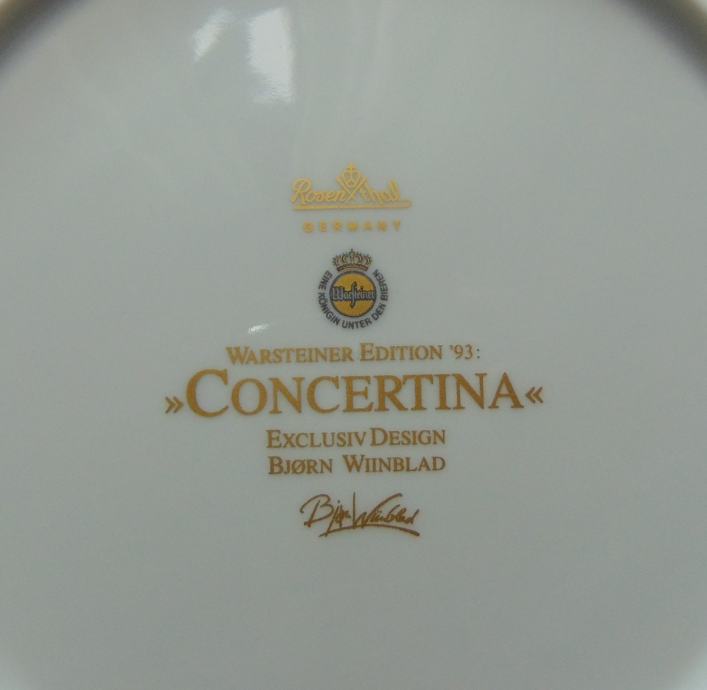 Rosenthal
GERMANY
EINE KÖNIGIN UNTER DEN BIEREN
Warsteiner
WARSTEINER EDITION '93:
»CONCERTINA«
EXCLUSIV DESIGN
BJØRN WIINBLAD
Bjørn Wiinblad